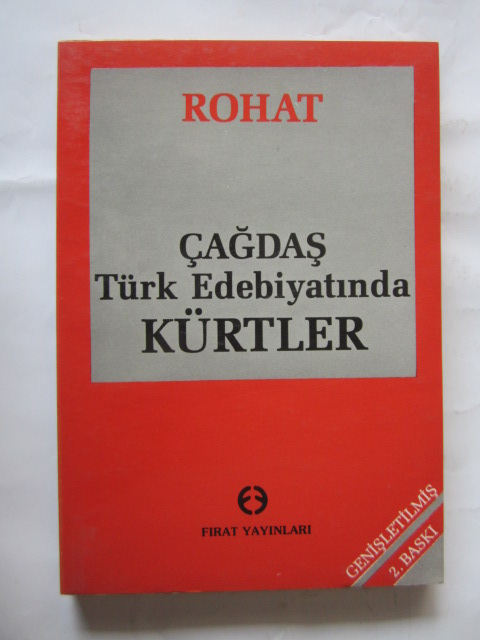 ROHAT
ÇAĞDAŞ
Türk Edebiyatında
KÜRTLER
FIRAT YAYINLARI
GENİŞLETİLMİŞ
2. BASKI